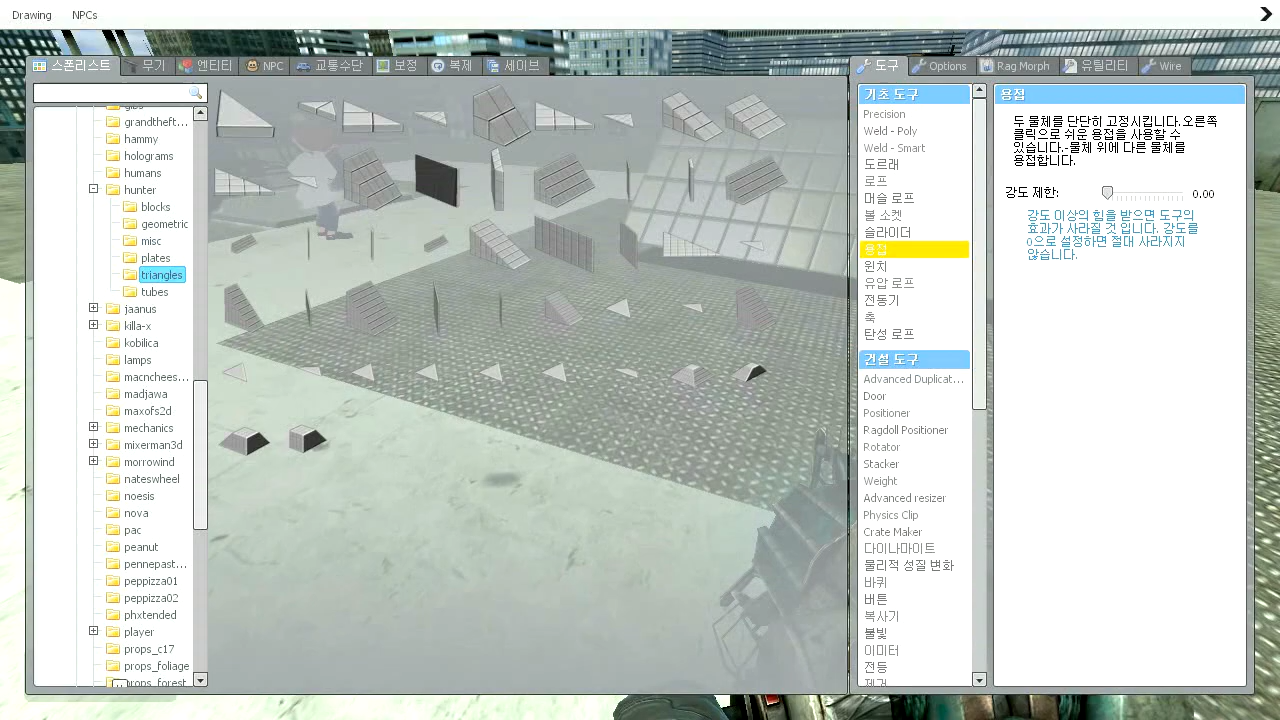 Drawing NPCs
스폰리스트 무기 엔티티 NPC 교통수단 보정 복제 세이브
도구 Options Rag Morph 유틸리티 Wire
grandtheft...
hammy
holograms
humans
hunter
blocks
geometric
misc
plates
triangles
tubes
jaanus
killa-x
kobilica
lamps
madjawa
maxofs2d
mechanics
mixerman3d
morrowind
nateswheel
noesis
nova
pac
peanut
peppizza01
peppizza02
phxtended
player
props_c17
props_foliage
props_forest
기초 도구
Precision
Weld - Poly
Weld - Smart
도르래
로프
머슬 로프
볼 소켓
슬라이더
용접
윈치
유압 로프
전동기
축
탄성 로프
건설 도구
Advanced Duplicat...
Door
Positioner
Ragdoll Positioner
Rotator
Stacker
Weight
Advanced resizer
Physics Clip
Crate Maker
다이나마이트
물리적 성질 변화
바퀴
버튼
복사기
불빛
이미터
전등
제거
용접
두 물체를 단단히 고정시킵니다.오른쪽
클릭으로 쉬운 용접을 사용할 수
있습니다.-물체 위에 다른 물체를
용접합니다.
강도 제한: 0.00
강도 이상의 힘을 받으면 도구의
효과가 사라질 것 입니다. 강도를
0으로 설정하면 절대 사라지지
않습니다.